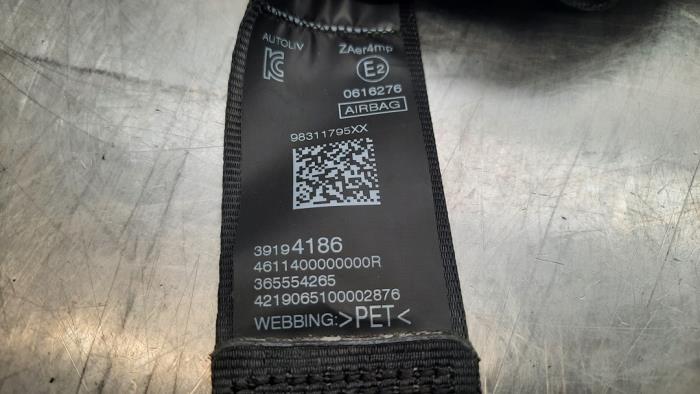 AUTOLIV ZAer4mp
E2
0616276
AIRBAG
98311795XX
39194186
4611400000000R
365554265
4219065100002876
WEBBING:>PET<